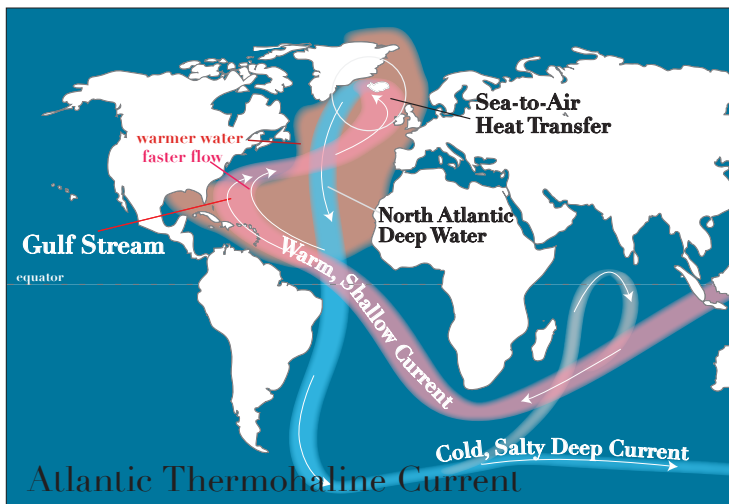 Sea-to-Air
Heat Transfer
warmer water
faster flow
North Atlantic
Deep Water
Gulf Stream
Warm, Shallow Current
equator
Cold, Salty Deep Current
Atlantic Thermohaline Current